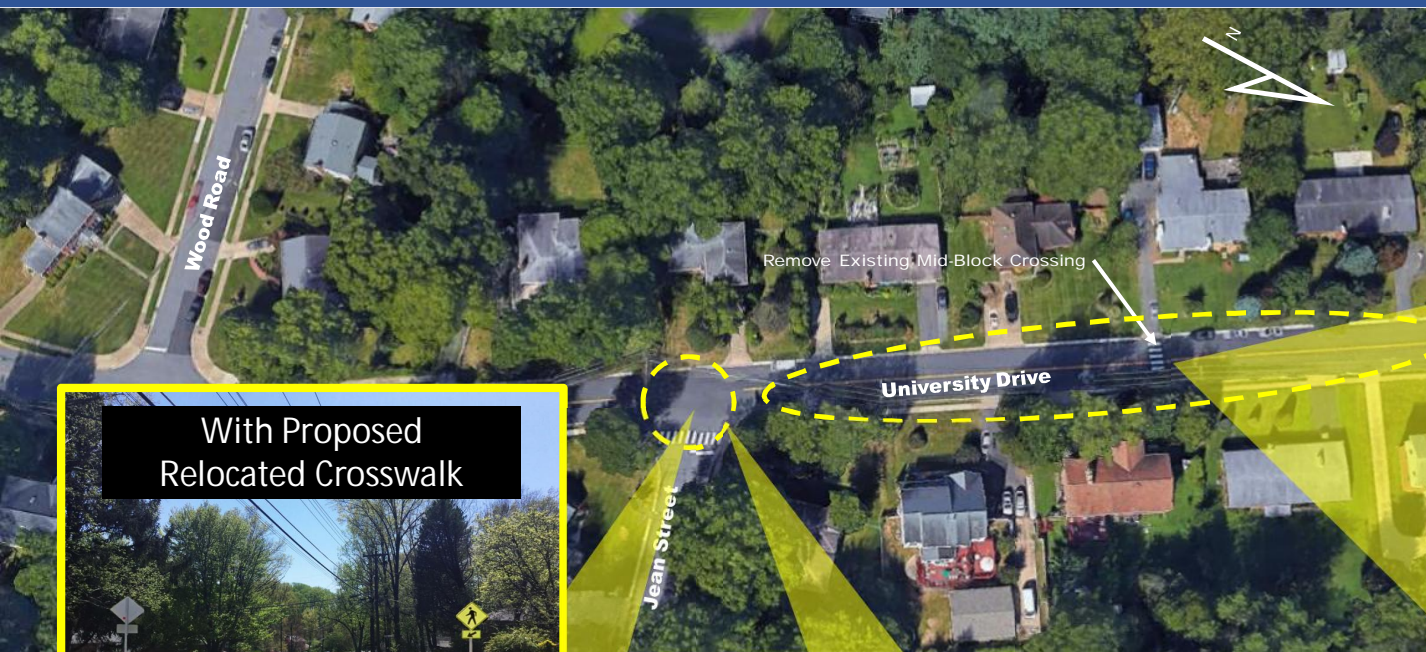 N
Wood Road
Remove Existing Mid-Block Crossing
University Drive
With Proposed
Relocated Crosswalk
Jean Street